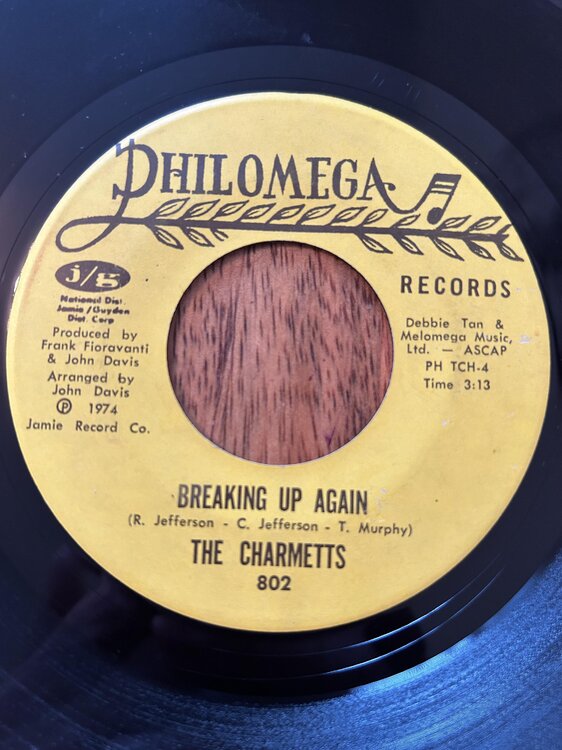 PHILOMEGA
RECORDS
j/g
National Dist.
Jamie/Guyden
Dist. Corp
Produced by
Frank Fioravanti
& John Davis
Arranged by
John Davis
Ⓟ 1974
Jamie Record Co.
Debbie Tan &
Melomega Music,
Ltd. — ASCAP
PH TCH-4
Time 3:13
BREAKING UP AGAIN
(R. Jefferson - C. Jefferson - T. Murphy)
THE CHARMETTS
802